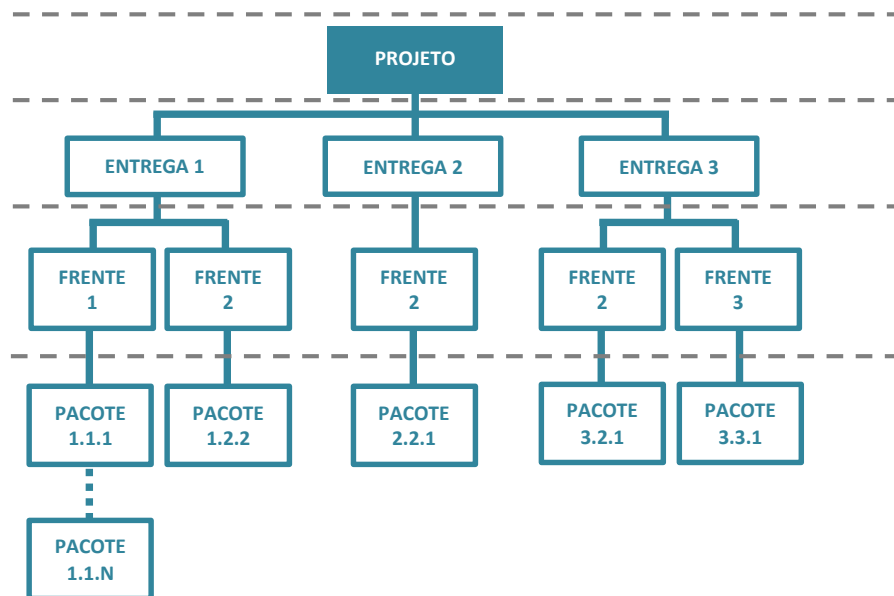 PROJETO
ENTREGA 1
ENTREGA 2
ENTREGA 3
FRENTE
1
FRENTE
2
FRENTE
2
FRENTE
2
FRENTE
3
PACOTE
1.1.1
PACOTE
1.2.2
PACOTE
2.2.1
PACOTE
3.2.1
PACOTE
3.3.1
PACOTE
1.1.N